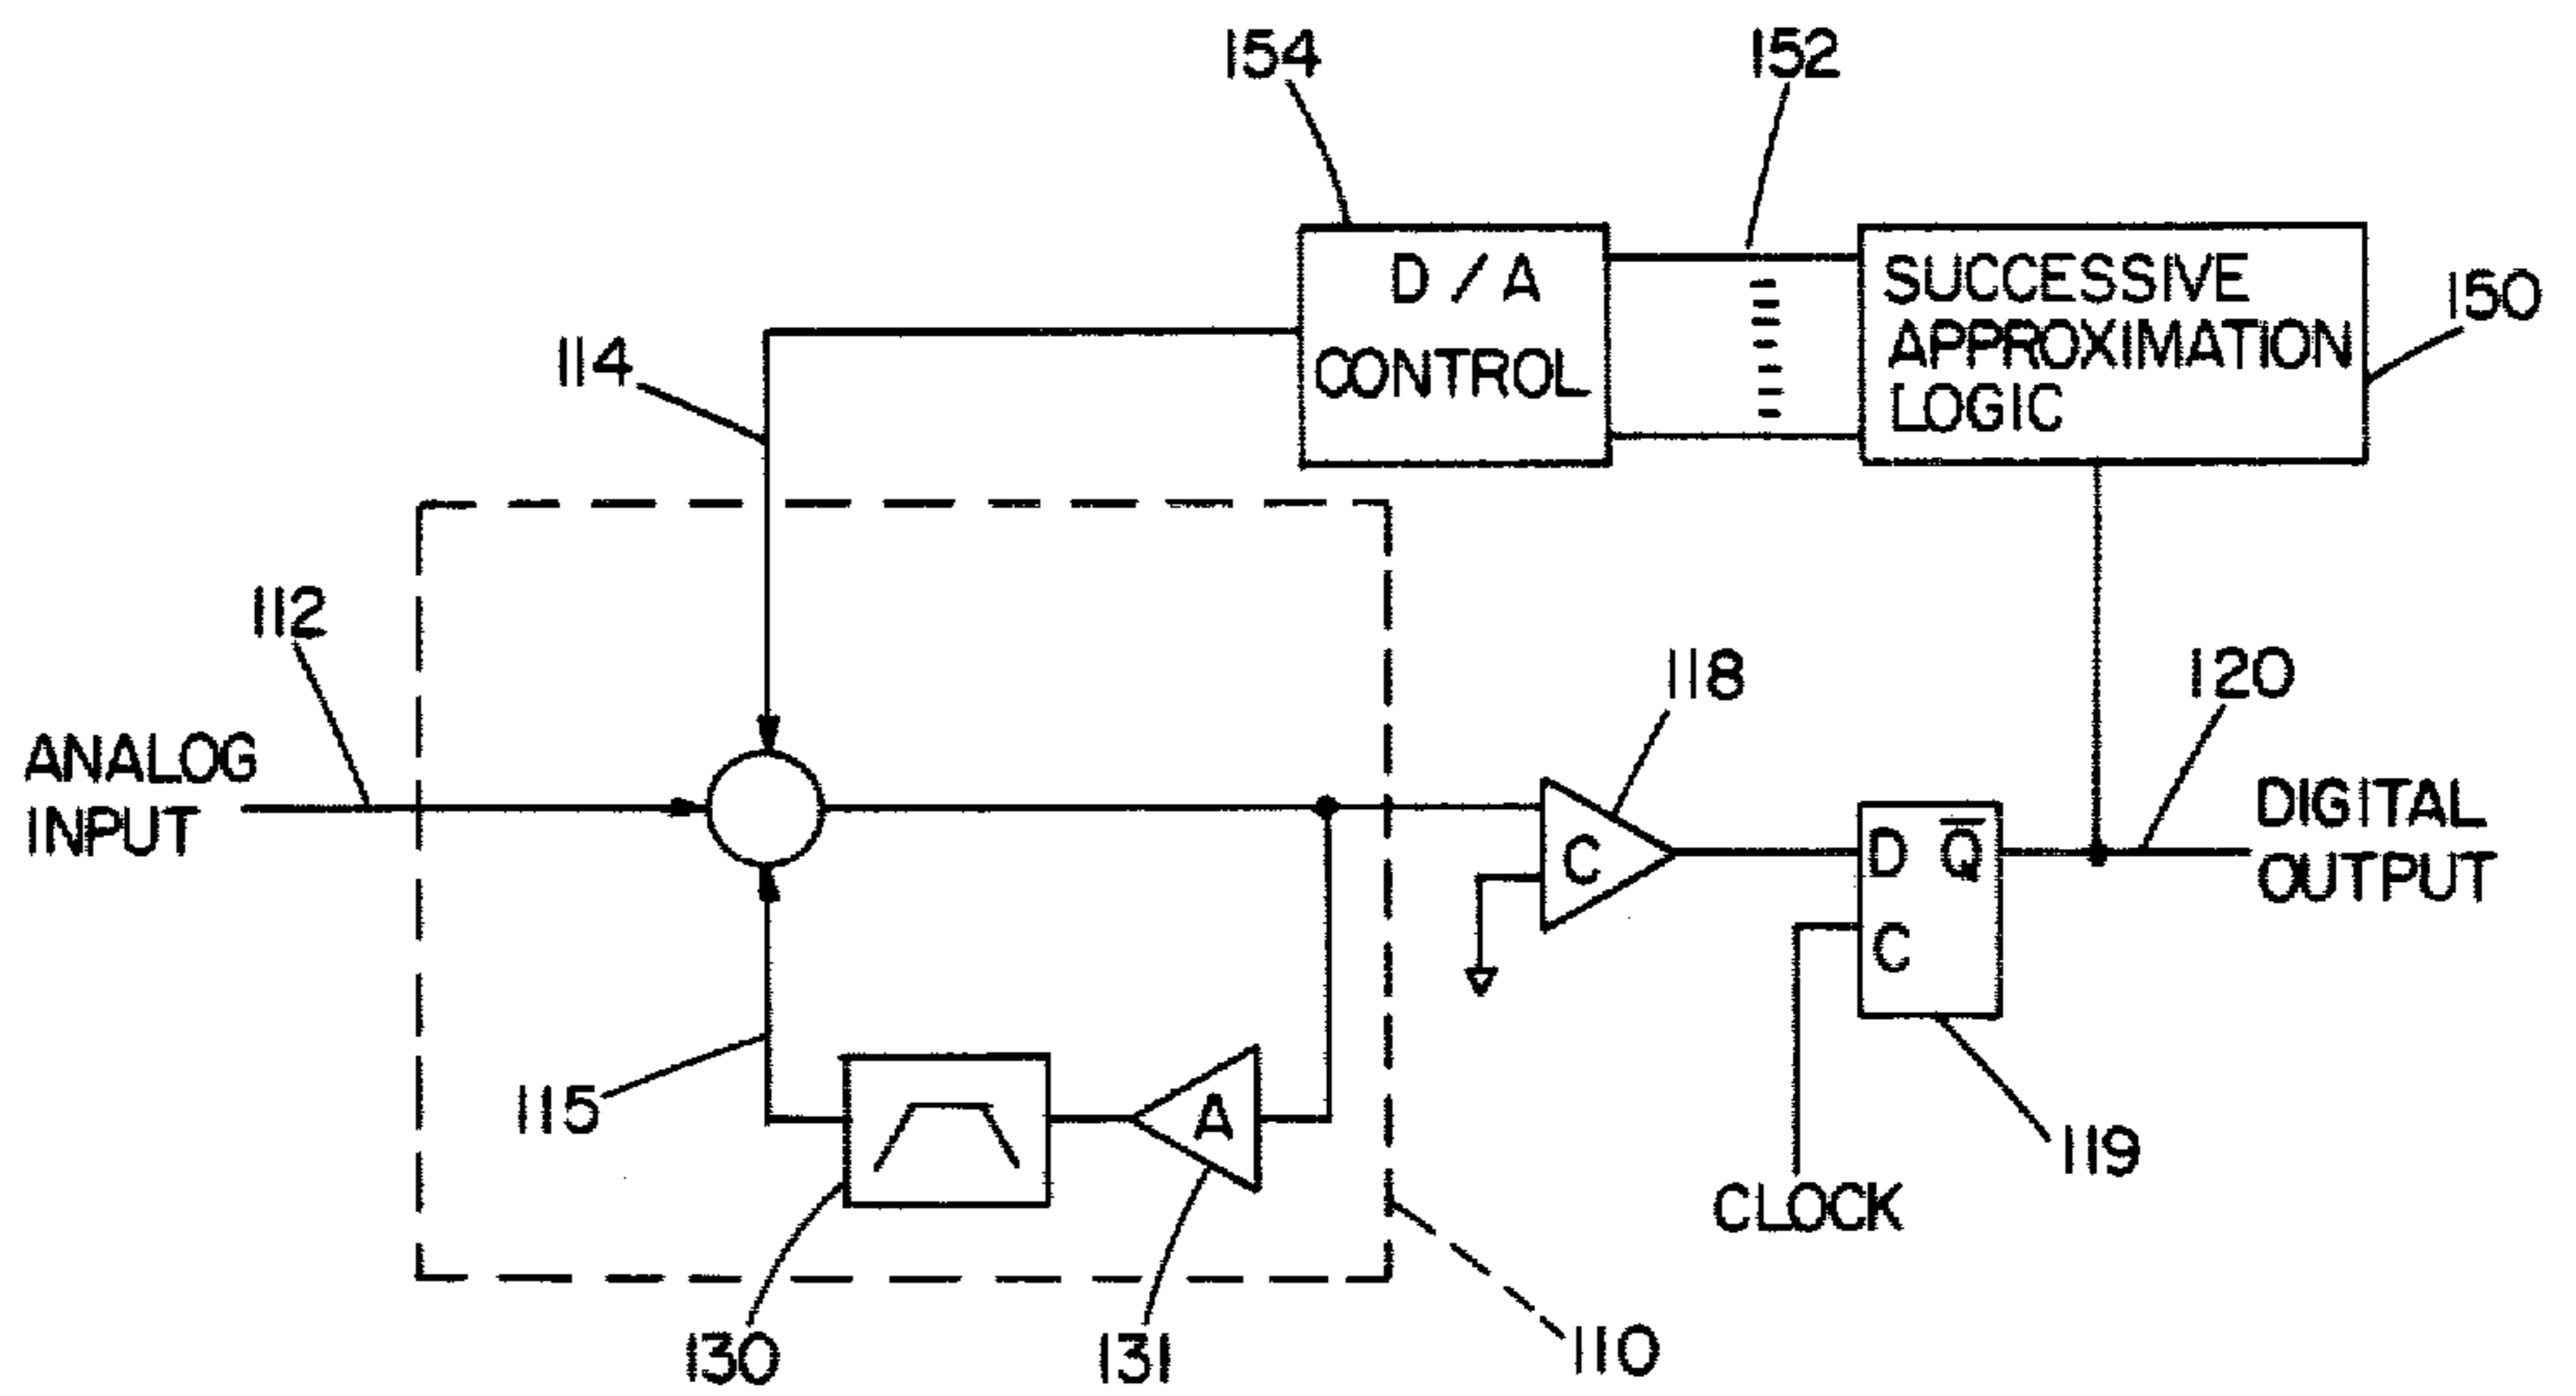 154
152
D / A
CONTROL
SUCCESSIVE
APPROXIMATION
LOGIC
150
114
112
ANALOG
INPUT
118
120
C
D Q̅
C
DIGITAL
OUTPUT
115
A
119
CLOCK
130
131
110